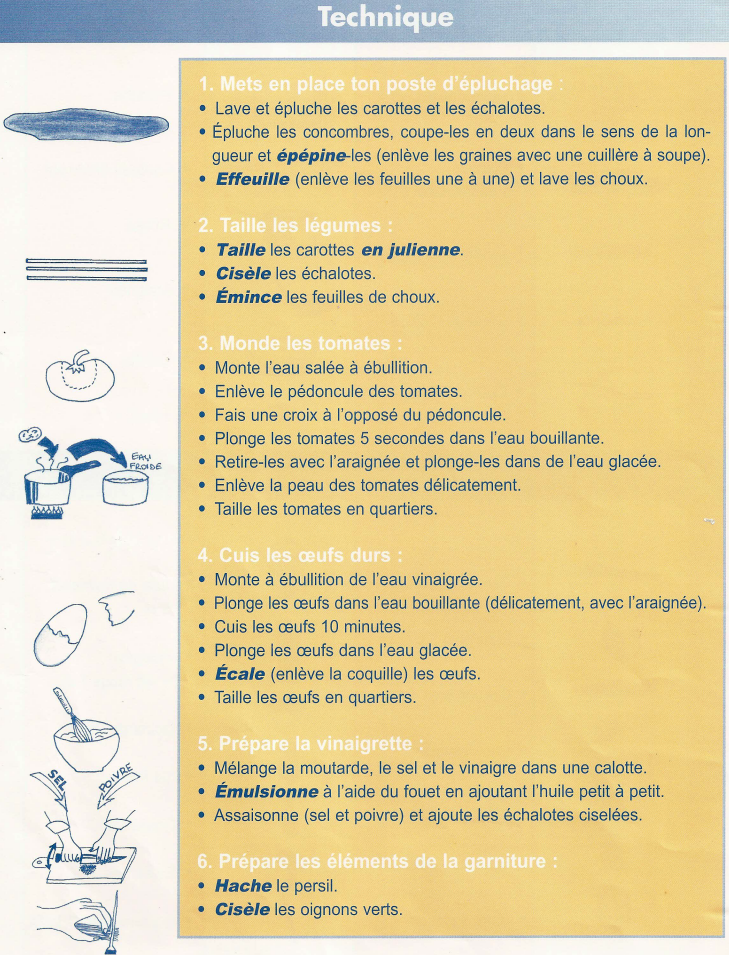 Technique
1. Mets en place ton poste d'épluchage :
• Lave et épluche les carottes et les échalotes.
• Épluche les concombres, coupe-les en deux dans le sens de la lon-
gueur et épépine-les (enlève les graines avec une cuillère à soupe).
• Effeuille (enlève les feuilles une à une) et lave les choux.
2. Taille les légumes :
• Taille les carottes en julienne.
• Cisèle les échalotes.
• Émince les feuilles de choux.
3. Monde les tomates :
• Monte l'eau salée à ébullition.
• Enlève le pédoncule des tomates.
• Fais une croix à l'opposé du pédoncule.
• Plonge les tomates 5 secondes dans l'eau bouillante.
EAU
FROIDE
• Retire-les avec l'araignée et plonge-les dans de l'eau glacée.
• Enlève la peau des tomates délicatement.
• Taille les tomates en quartiers.
4. Cuis les œufs durs :
• Monte à ébullition de l'eau vinaigrée.
• Plonge les œufs dans l'eau bouillante (délicatement, avec l'araignée).
• Cuis les œufs 10 minutes.
• Plonge les œufs dans l'eau glacée.
• Écale (enlève la coquille) les œufs.
• Taille les œufs en quartiers.
5. Prépare la vinaigrette :
• Mélange la moutarde, le sel et le vinaigre dans une calotte.
SEL
POIVRE
• Émulsionne à l'aide du fouet en ajoutant l'huile petit à petit.
• Assaisonne (sel et poivre) et ajoute les échalotes ciselées.
6. Prépare les éléments de la garniture :
• Hache le persil.
• Cisèle les oignons verts.